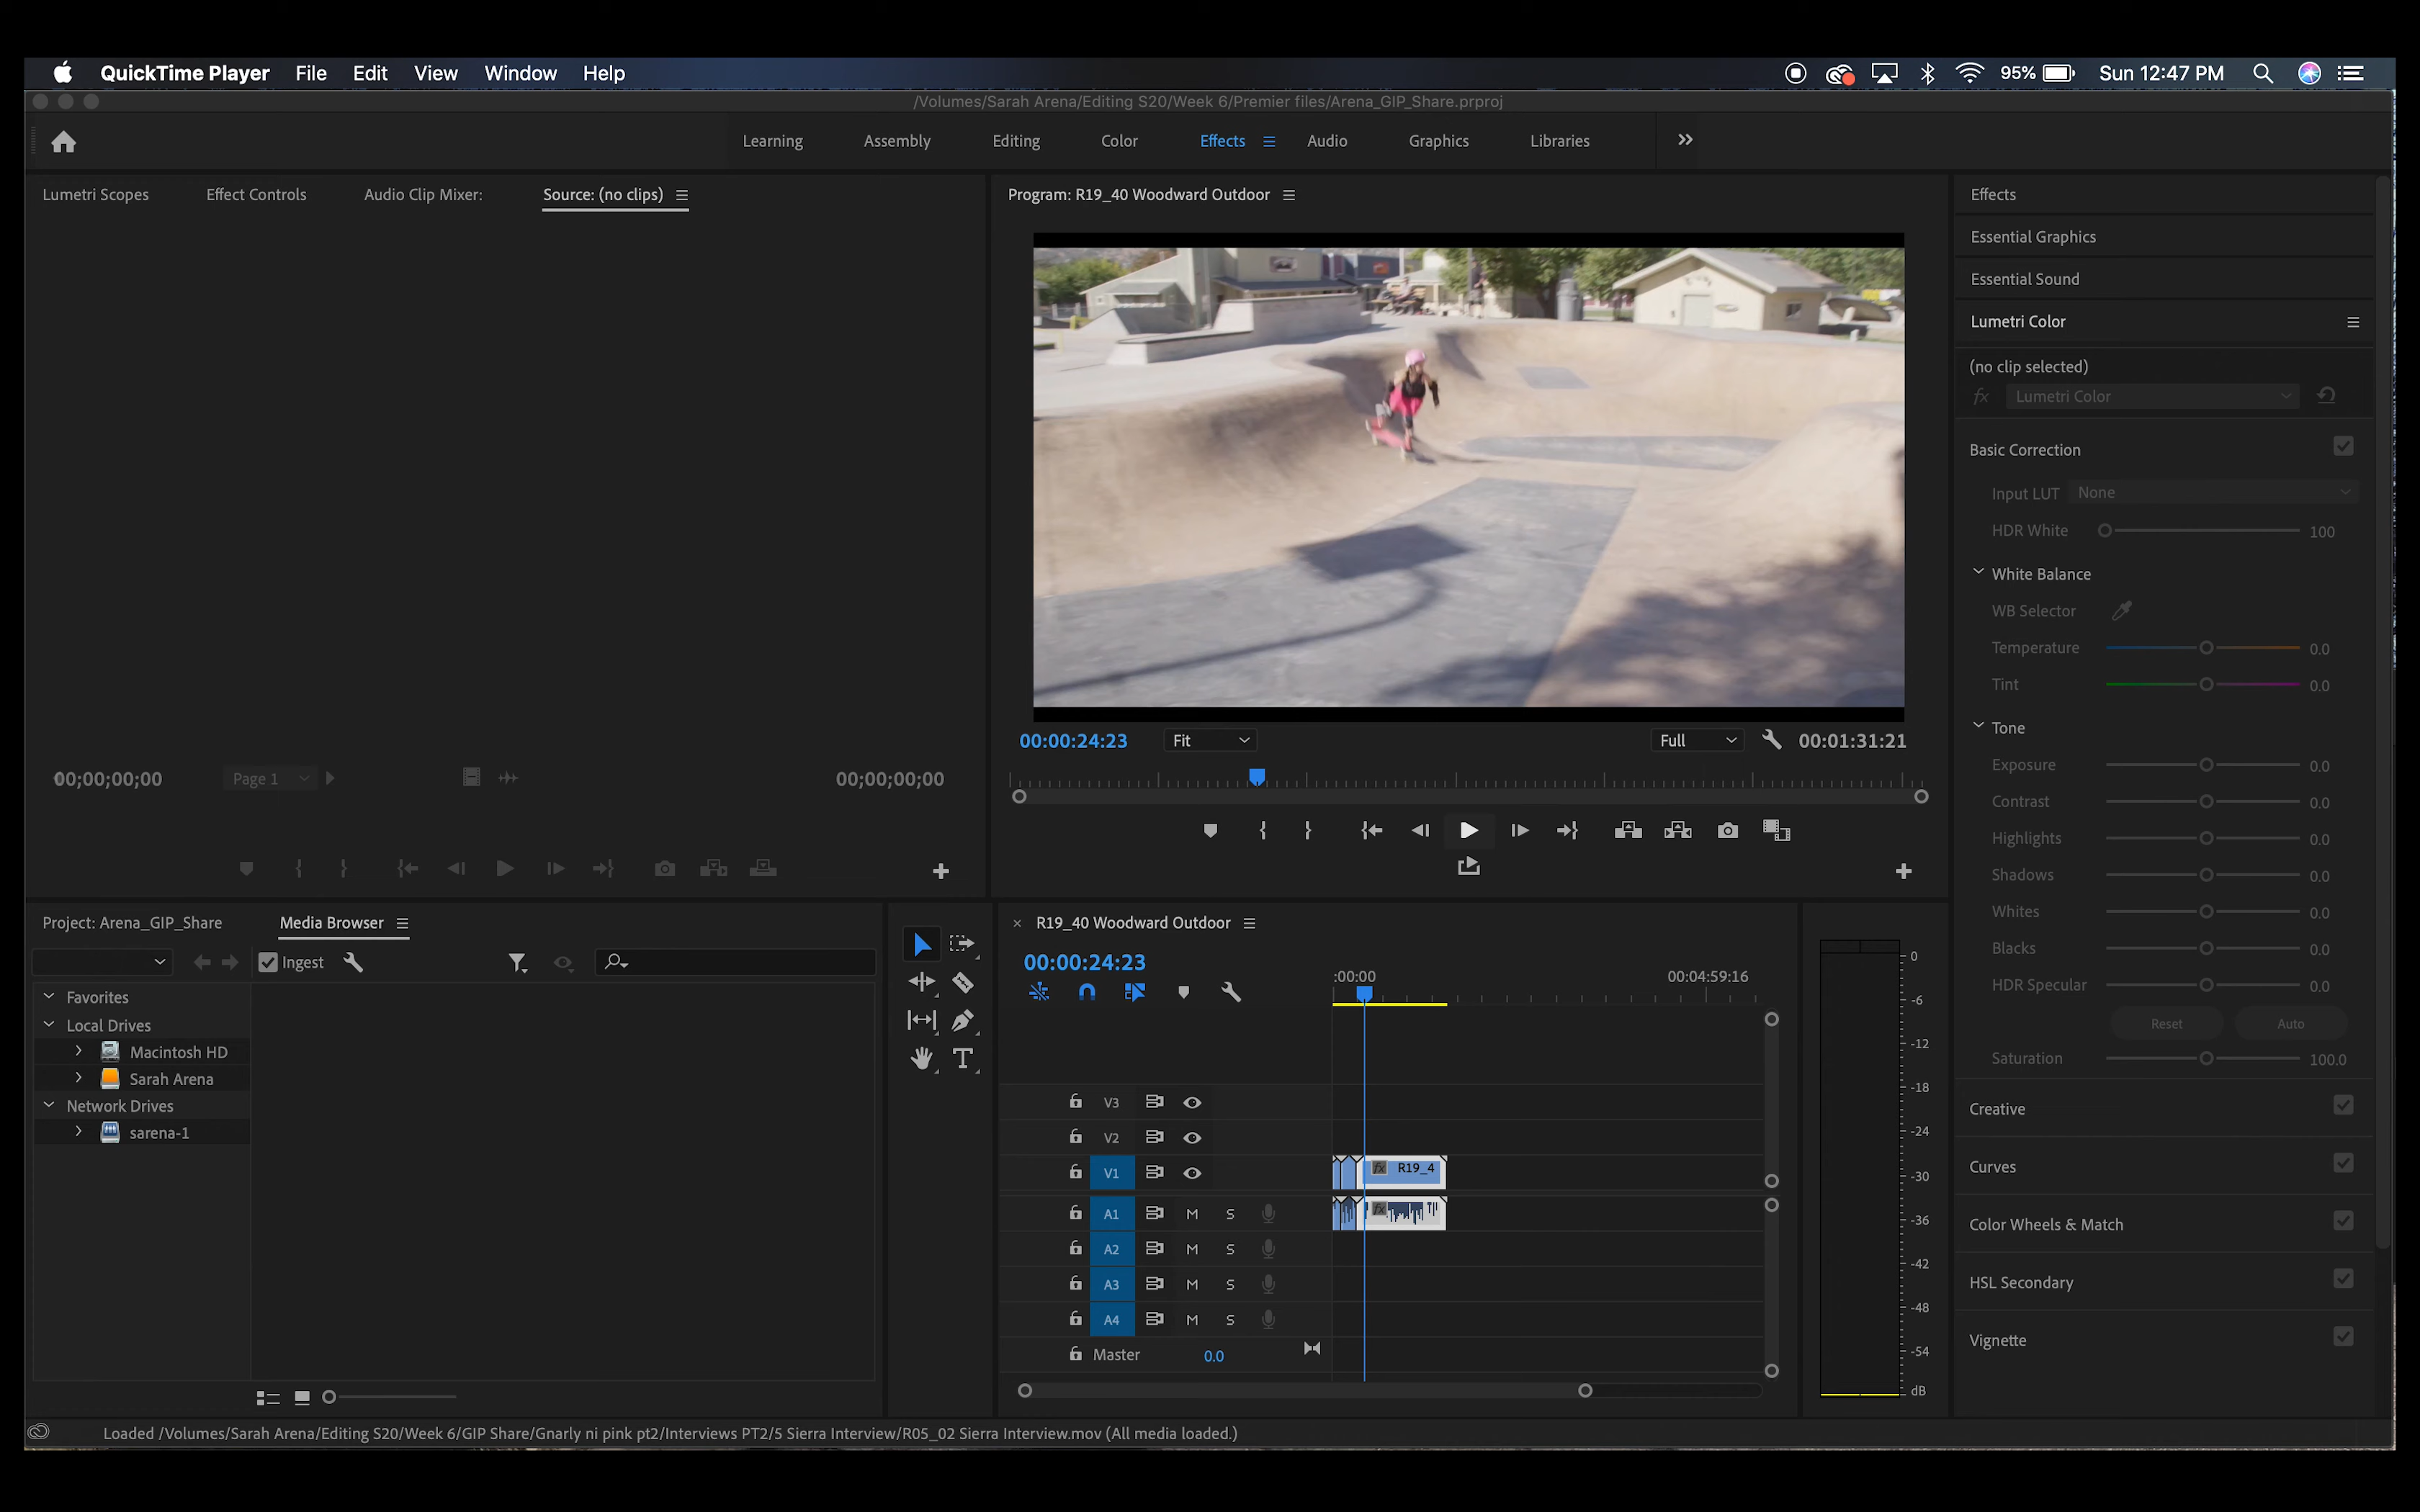 QuickTime Player File Edit View Window Help 95% Sun 12:47 PM
/Volumes/Sarah Arena/Editing S20/Week 6/Premier files/Arena_GIP_Share.prproj
Learning Assembly Editing Color Effects Audio Graphics Libraries
Lumetri Scopes Effect Controls Audio Clip Mixer: Source: (no clips)
00;00;00;00 Page 1 00;00;00;00
Program: R19_40 Woodward Outdoor
00:00:24:23 Fit Full 00:01:31:21
Effects
Essential Graphics
Essential Sound
Lumetri Color
(no clip selected)
fx Lumetri Color
Basic Correction
Input LUT None
HDR White 100
White Balance
WB Selector
Temperature 0.0
Tint 0.0
Tone
Exposure 0.0
Contrast 0.0
Highlights 0.0
Shadows 0.0
Whites 0.0
Blacks 0.0
HDR Specular 0.0
Reset Auto
Saturation 100.0
Creative
Curves
Color Wheels & Match
HSL Secondary
Vignette
Project: Arena_GIP_Share Media Browser
Ingest
Favorites
Local Drives
Macintosh HD
Sarah Arena
Network Drives
sarena-1
R19_40 Woodward Outdoor
00:00:24:23
:00:00 00:04:59:16
V3
V2
V1 fx R19_4
A1 M S fx
A2 M S
A3 M S
A4 M S
Master 0.0
0
-6
-12
-18
-24
-30
-36
-42
-48
-54
dB
Loaded /Volumes/Sarah Arena/Editing S20/Week 6/GIP Share/Gnarly ni pink pt2/Interviews PT2/5 Sierra Interview/R05_02 Sierra Interview.mov (All media loaded.)